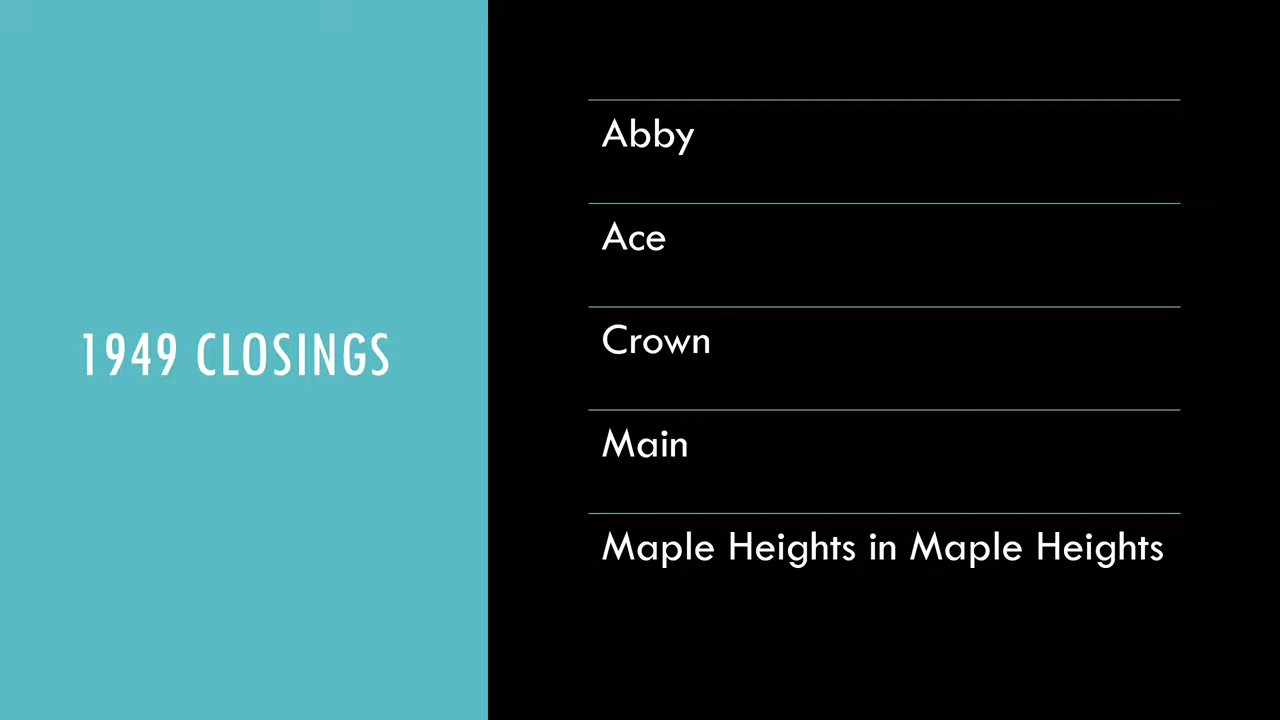 1949 CLOSINGS
Abby
Ace
Crown
Main
Maple Heights in Maple Heights